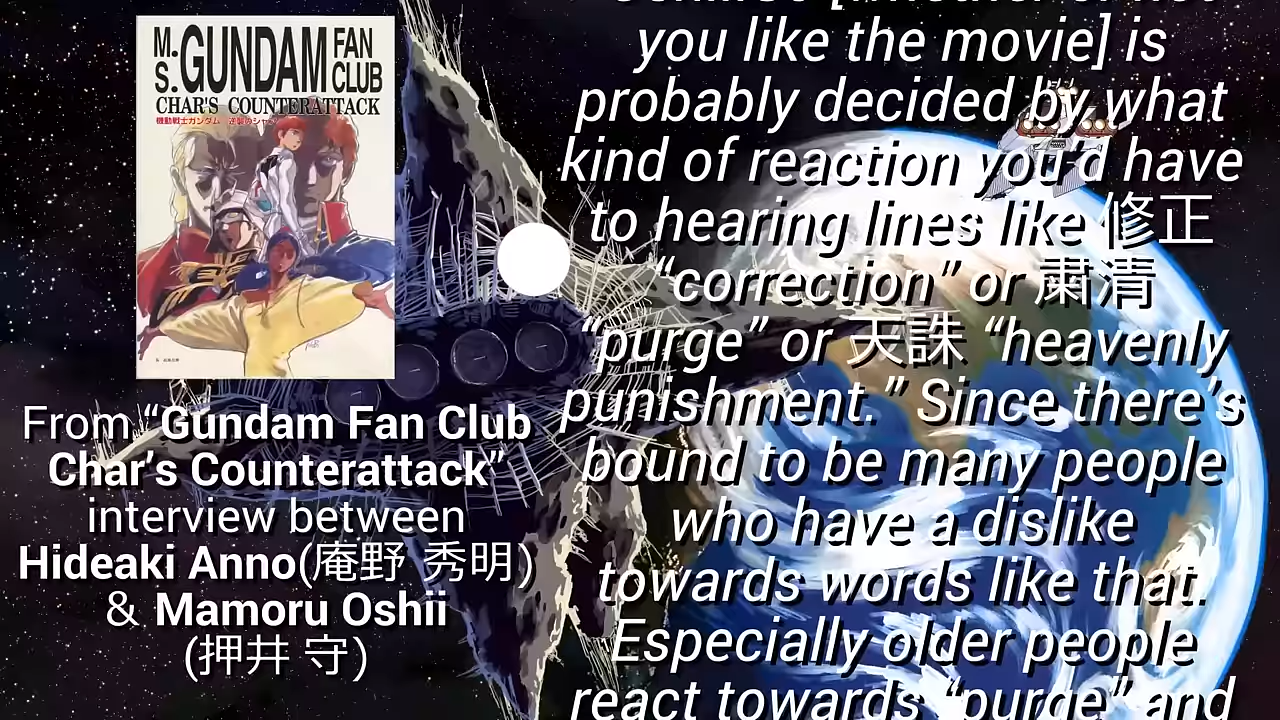 M.S. GUNDAM FAN CLUB
CHAR'S COUNTERATTACK
機動戦士ガンダム 逆襲のシャア
From “Gundam Fan Club
Char’s Counterattack”
interview between
Hideaki Anno(庵野 秀明)
& Mamoru Oshii
(押井 守)
you like the movie] is
probably decided by what
kind of reaction you’d have
to hearing lines like 修正
“correction” or 粛清
“purge” or 天誅 “heavenly
punishment.” Since there’s
bound to be many people
who have a dislike
towards words like that.
Especially older people
react towards “purge” and